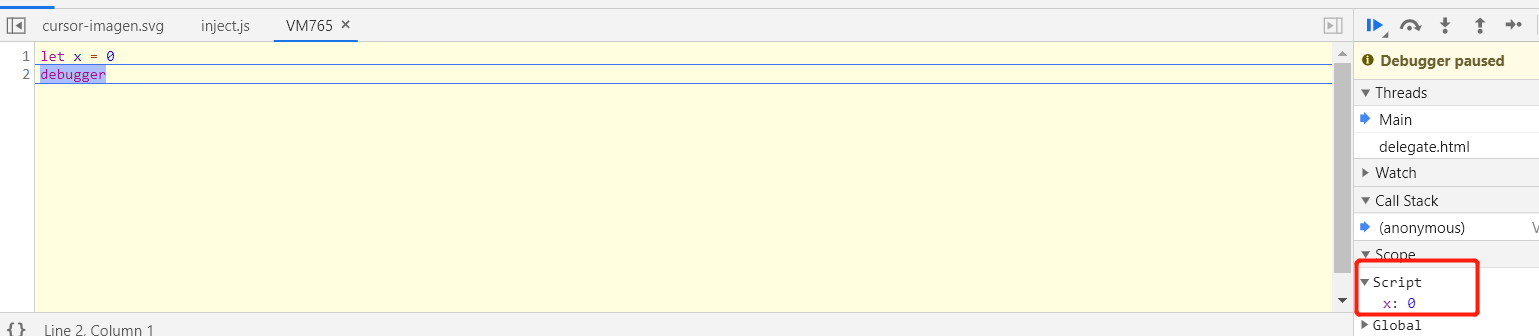 cursor-imagen.svg inject.js VM765 ×
1 let x = 0
2 debugger
{} Line 2, Column 1
Debugger paused
Threads
Main
delegate.html
Watch
Call Stack
(anonymous)
Scope
Script
x: 0
Global